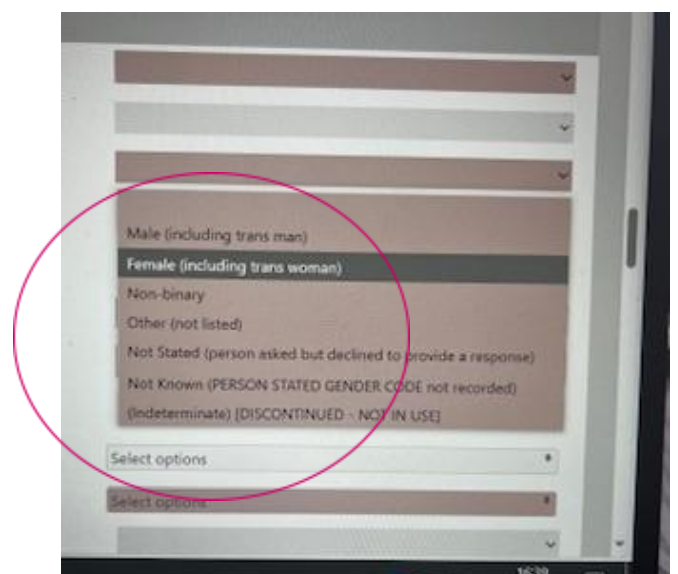 Male (including trans man)
Female (including trans woman)
Non-binary
Other (not listed)
Not Stated (person asked but declined to provide a response)
Not Known (PERSON STATED GENDER CODE not recorded)
(Indeterminate) [DISCONTINUED - NOT IN USE]
Select options
Select options
16:39